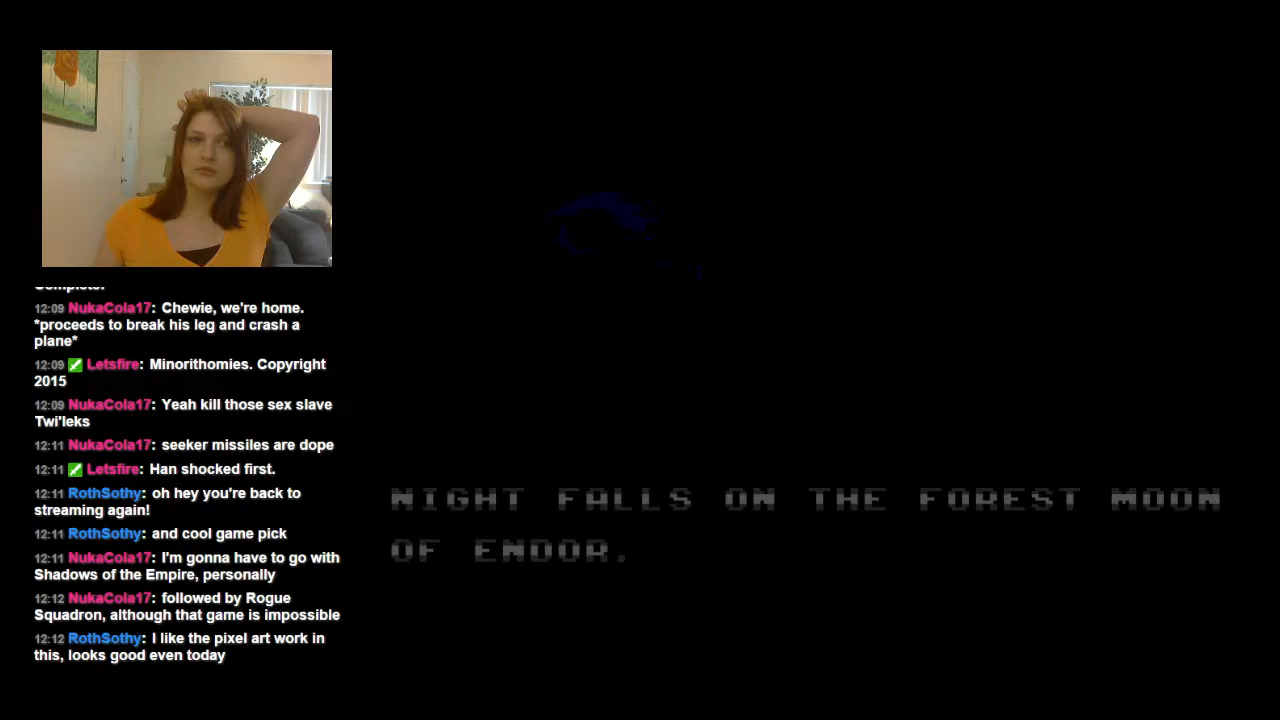 12:09 NukaCola17: Chewie, we're home.
*proceeds to break his leg and crash a
plane*
12:09 Letsfire: Minorithomies. Copyright
2015
12:09 NukaCola17: Yeah kill those sex slave
Twi'leks
12:11 NukaCola17: seeker missiles are dope
12:11 Letsfire: Han shocked first.
12:11 RothSothy: oh hey you're back to
streaming again!
12:11 RothSothy: and cool game pick
12:11 NukaCola17: I'm gonna have to go with
Shadows of the Empire, personally
12:12 NukaCola17: followed by Rogue
Squadron, although that game is impossible
12:12 RothSothy: I like the pixel art work in
this, looks good even today
NIGHT FALLS ON THE FOREST MOON
OF ENDOR.